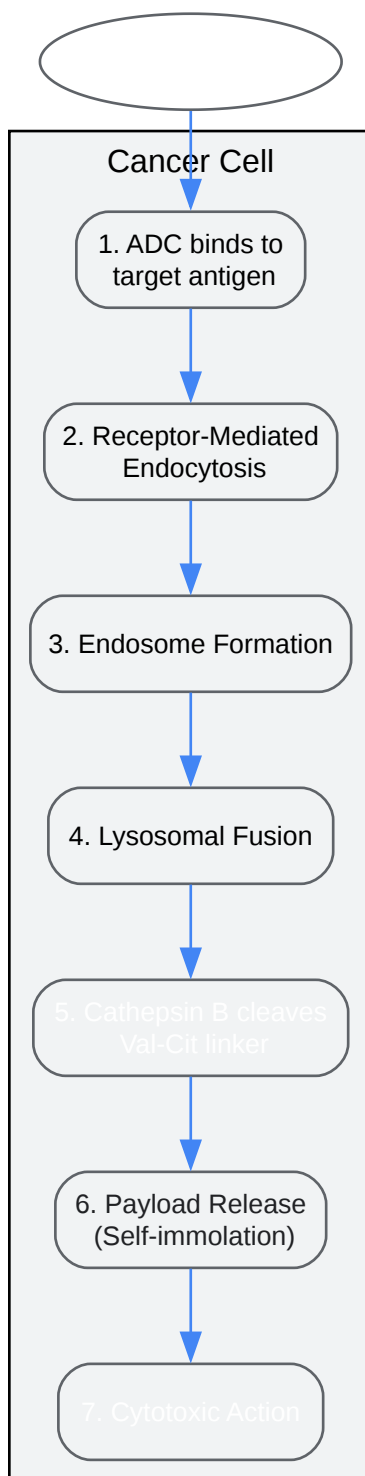 Cancer Cell
1. ADC binds to
target antigen
2. Receptor-Mediated
Endocytosis
3. Endosome Formation
4. Lysosomal Fusion
5. Cathepsin B cleaves
Val-Cit linker
6. Payload Release
(Self-immolation)
7. Cytotoxic Action